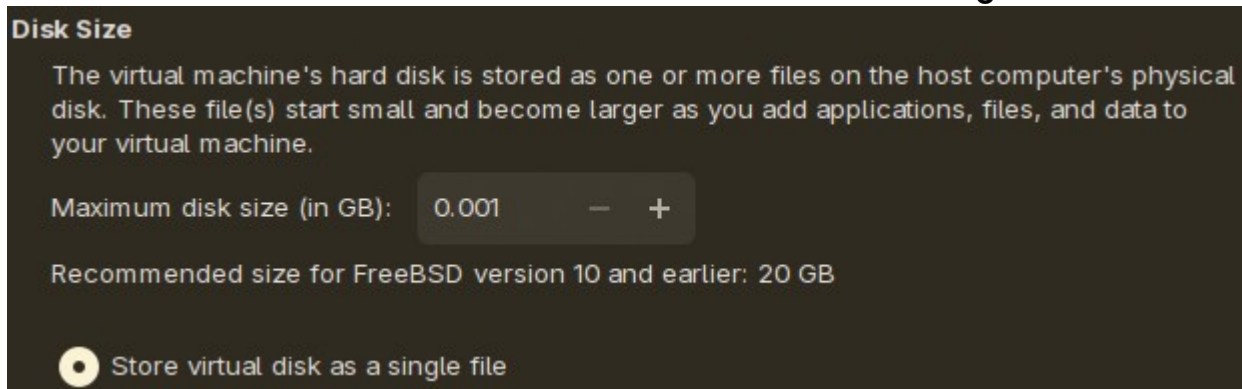 Disk Size
The virtual machine's hard disk is stored as one or more files on the host computer's physical
disk. These file(s) start small and become larger as you add applications, files, and data to
your virtual machine.
Maximum disk size (in GB): 0.001 − +
Recommended size for FreeBSD version 10 and earlier: 20 GB
Store virtual disk as a single file